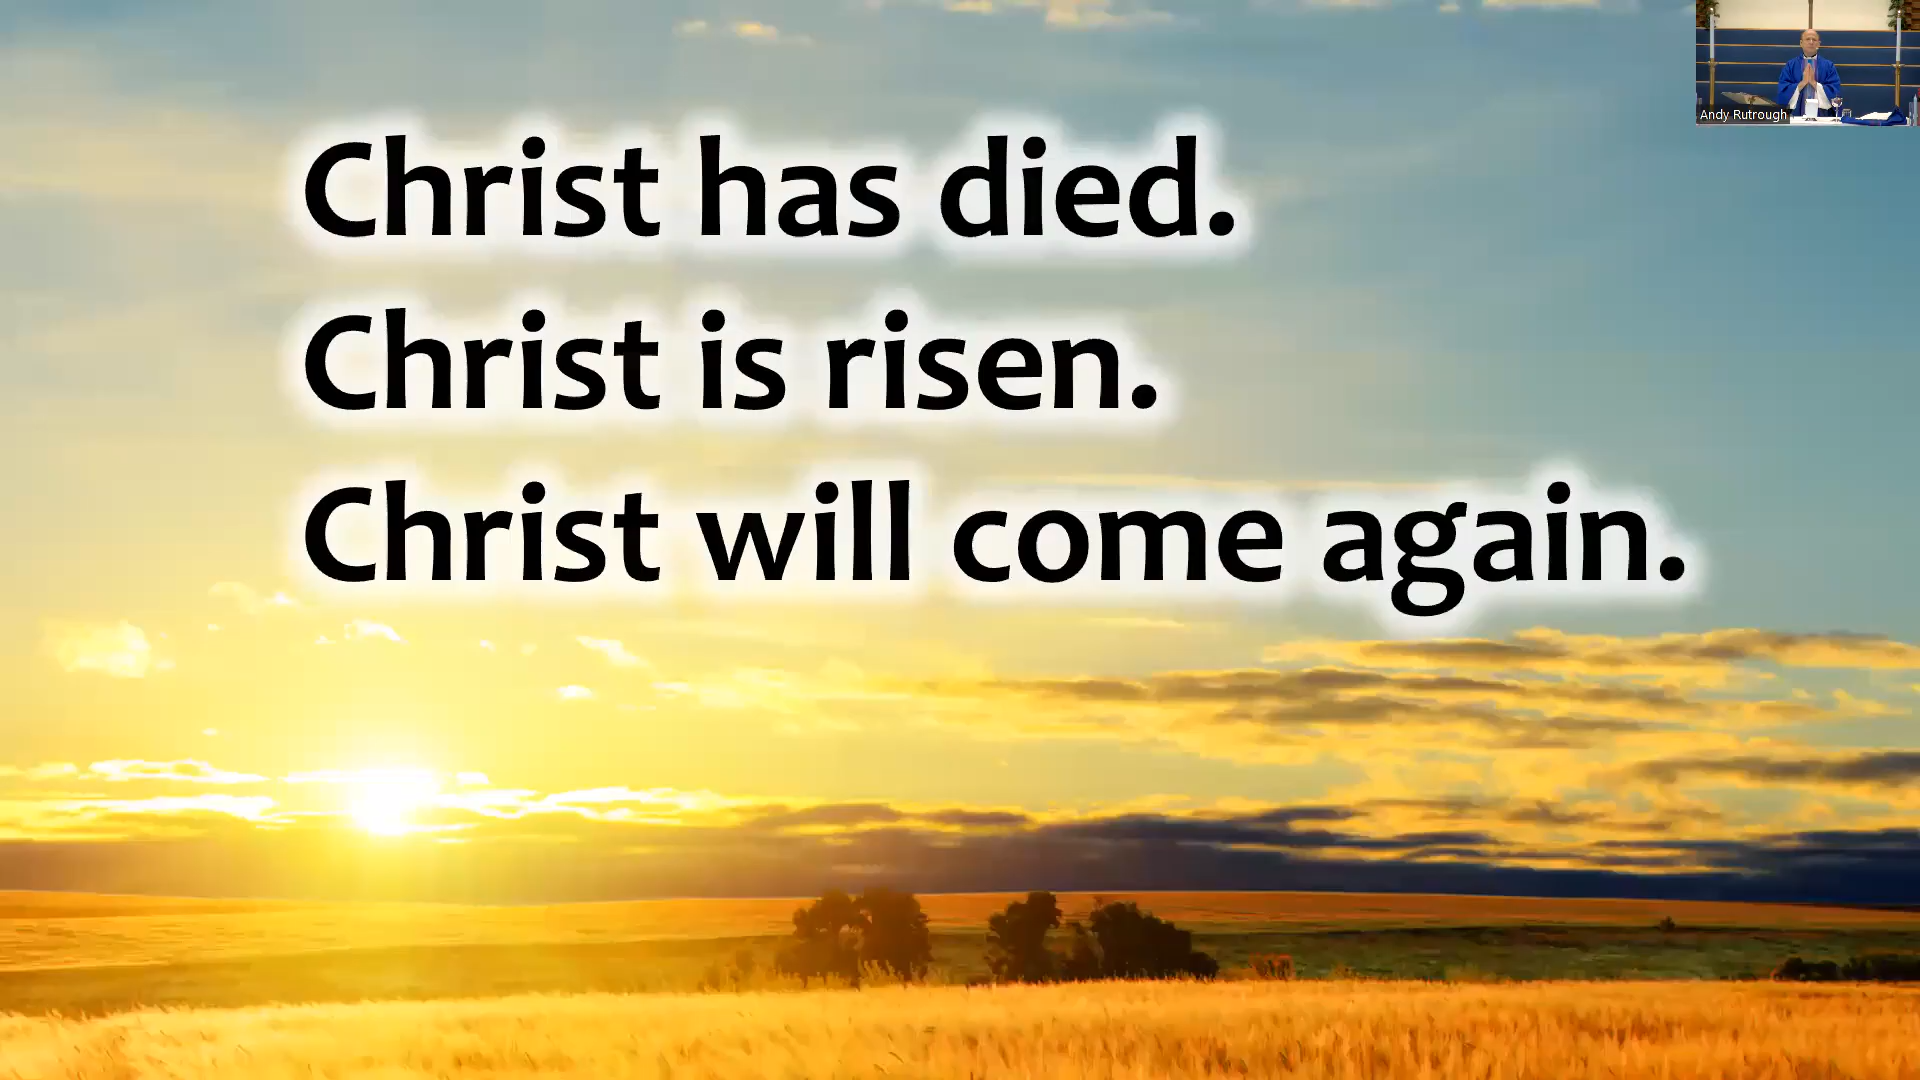 Christ has died.
Christ is risen.
Christ will come again.
Andy Rutrough